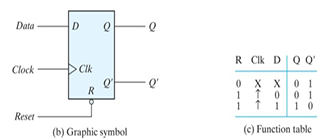 Data D Q Q
Clock Clk
Q' Q'
R
Reset
(b) Graphic symbol
R Clk D Q Q'
0 X X 0 1
1 ↑ 0 0 1
1 ↑ 1 1 0
(c) Function table